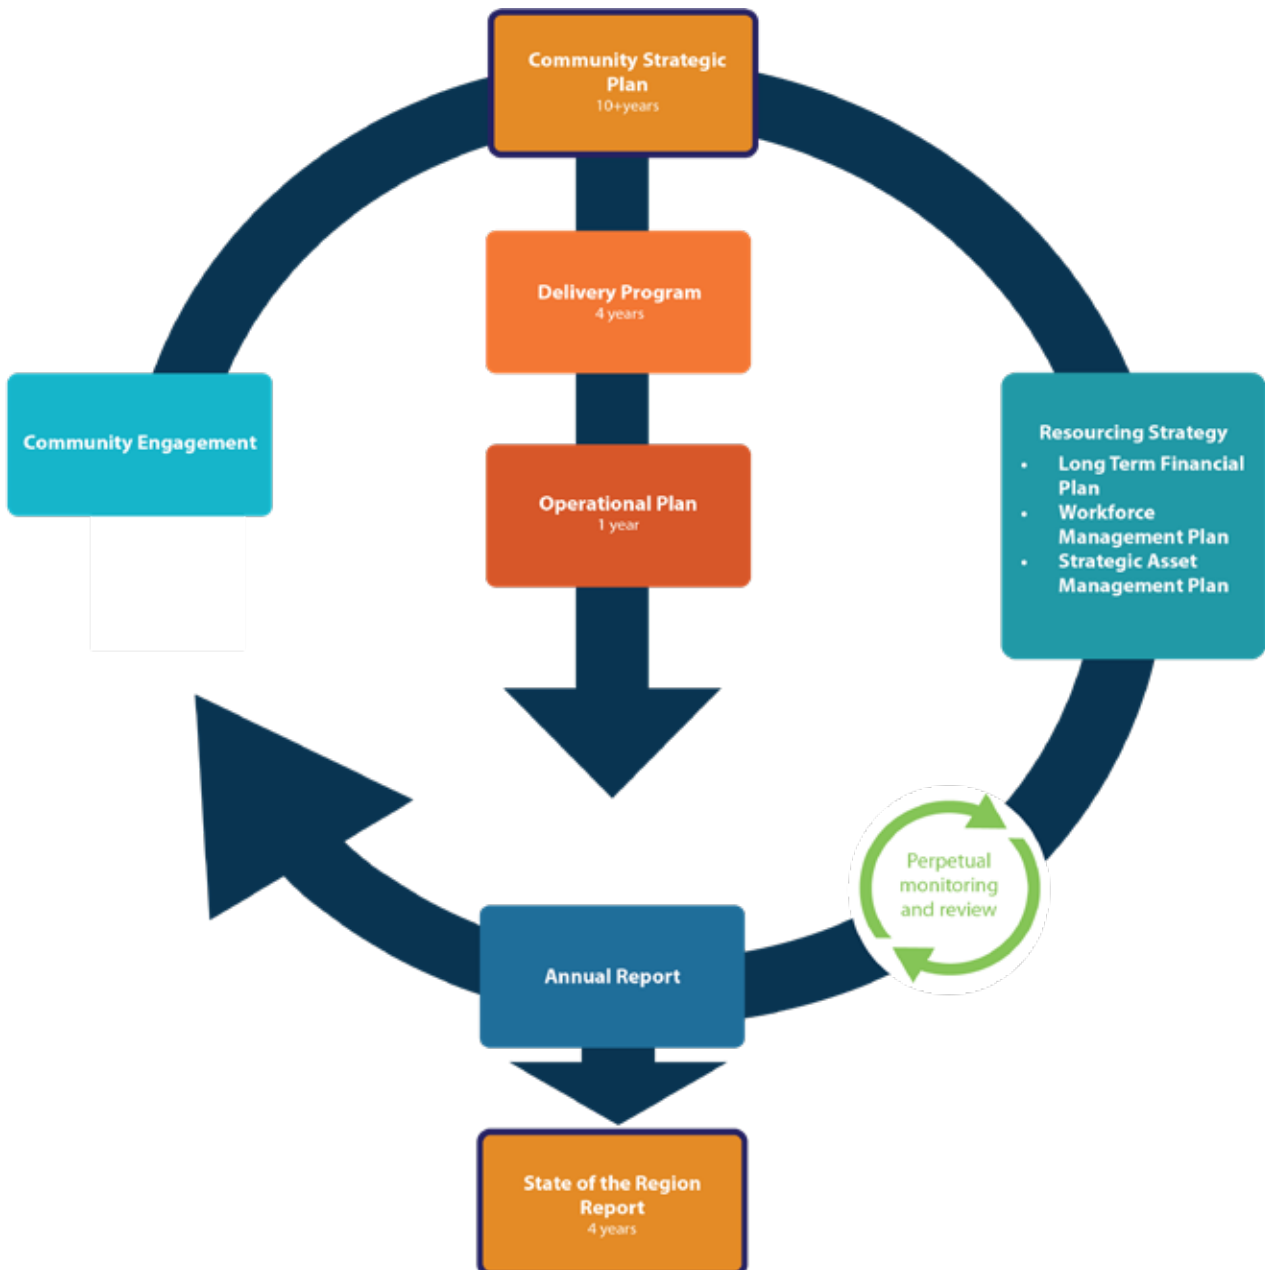 Community Strategic
Plan
10+years
Delivery Program
4 years
Community Engagement
Operational Plan
1 year
Resourcing Strategy
• Long Term Financial
Plan
• Workforce
Management Plan
• Strategic Asset
Management Plan
Perpetual
monitoring
and review
Annual Report
State of the Region
Report
4 years